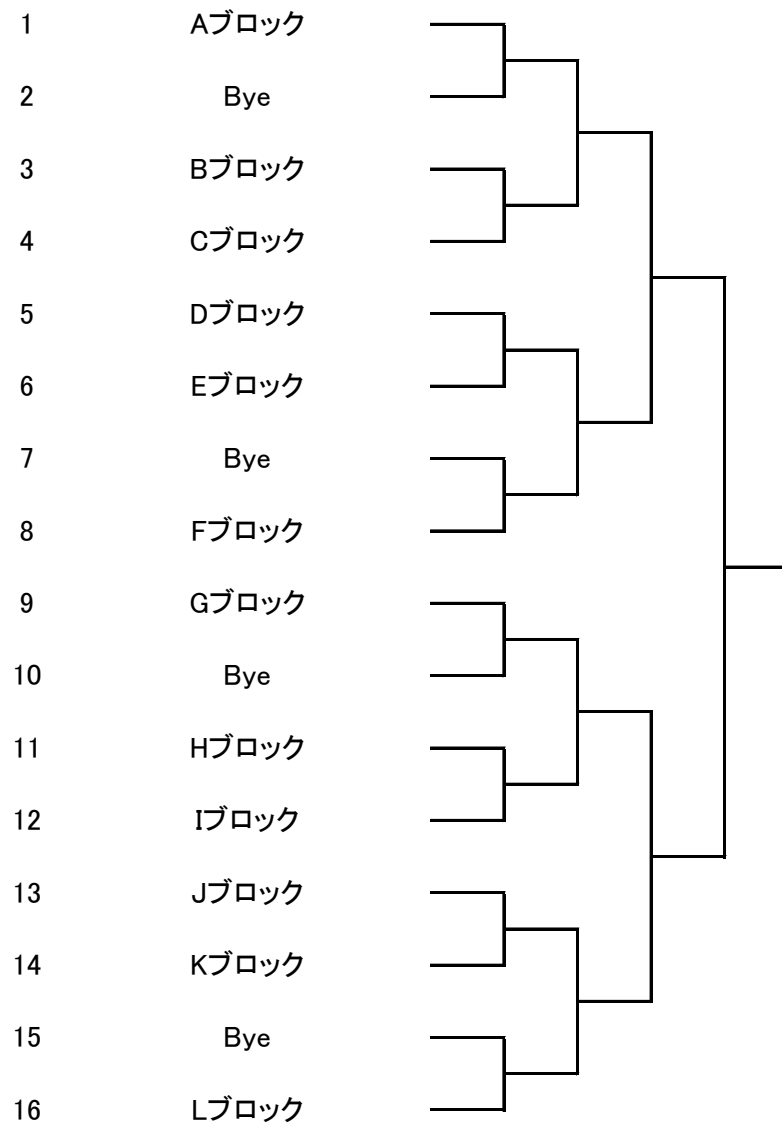 1 Aブロック
2 Bye
3 Bブロック
4 Cブロック
5 Dブロック
6 Eブロック
7 Bye
8 Fブロック
9 Gブロック
10 Bye
11 Hブロック
12 Iブロック
13 Jブロック
14 Kブロック
15 Bye
16 Lブロック